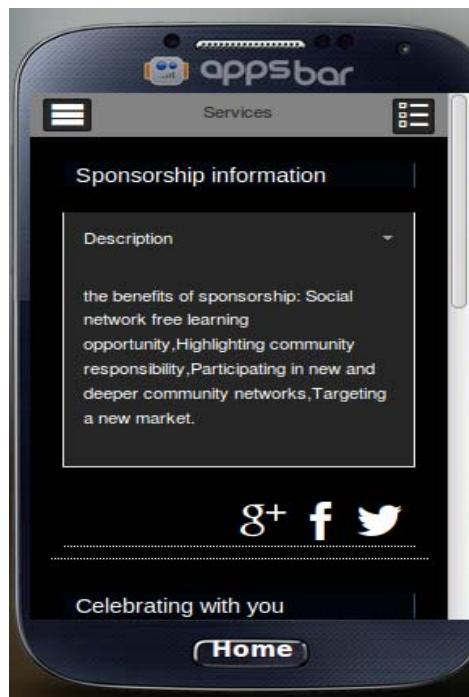 appsbar
Services
Sponsorship information
Description
the benefits of sponsorship: Social
network free learning
opportunity,Highlighting community
responsibility,Participating in new and
deeper community networks,Targeting
a new market.
g+ f
Celebrating with you
Home